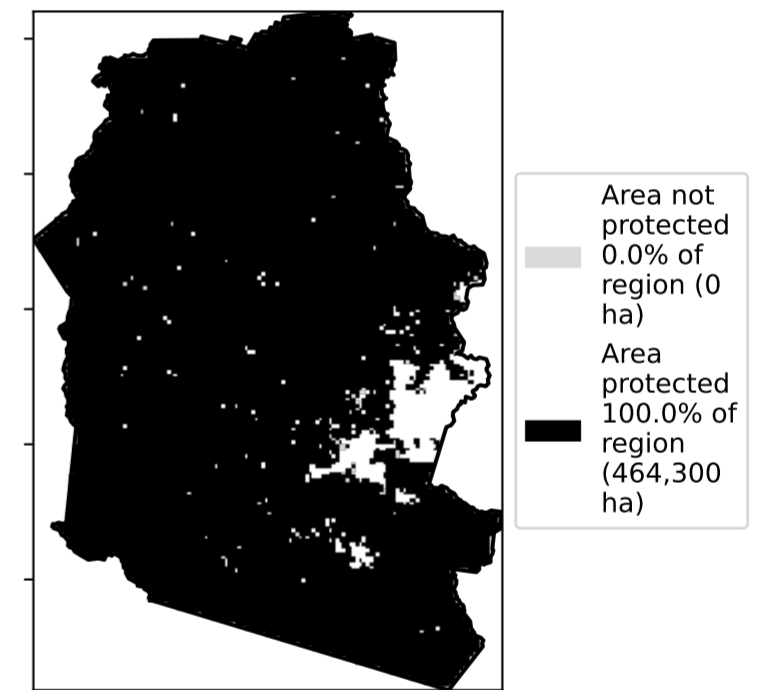 Area not
protected
0.0% of
region (0
ha)
Area
protected
100.0% of
region
(464,300
ha)